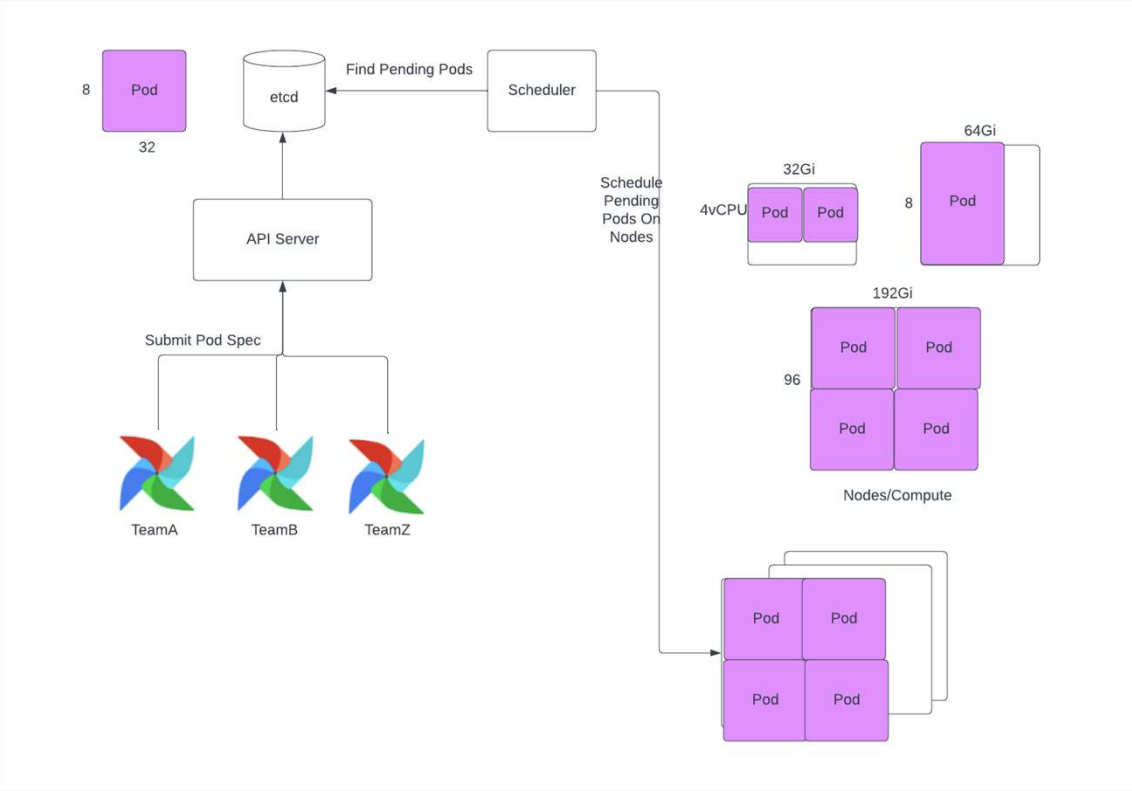 Pod
8
32
etcd
Find Pending Pods
Scheduler
Schedule
Pending
Pods On
Nodes
API Server
Submit Pod Spec
TeamA
TeamB
TeamZ
32Gi
4vCPU
Pod
Pod
64Gi
8
Pod
192Gi
96
Pod
Pod
Pod
Pod
Nodes/Compute
Pod
Pod
Pod
Pod